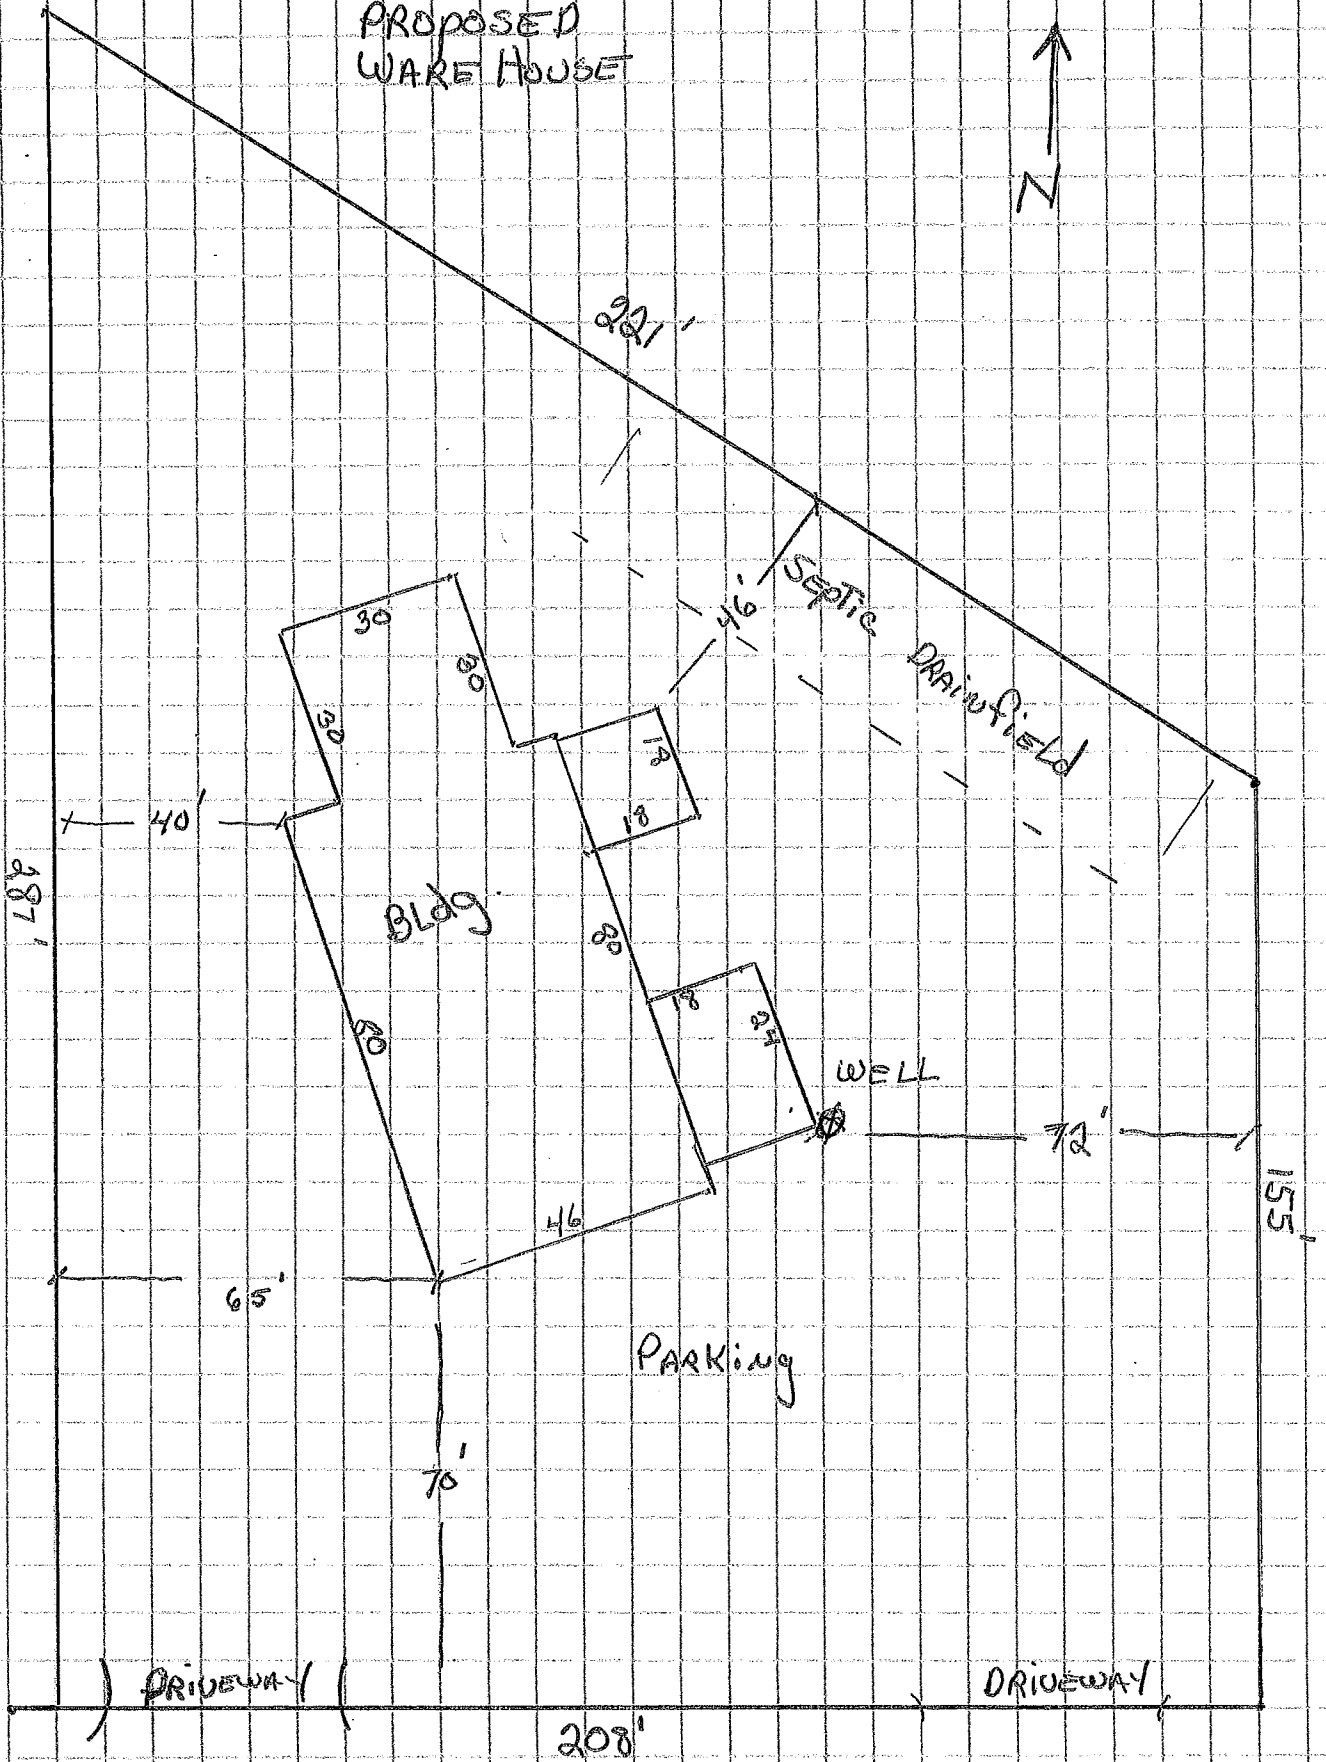 PROPOSED
WARE HOUSE
N
221'
46'
SEPTIC DRAINFIELD
30
30
30
18
18
40'
287'
Bldg.
80
80
18
24
WELL
72'
155'
46
65'
PARKING
70'
DRIVEWAY
DRIVEWAY
208'